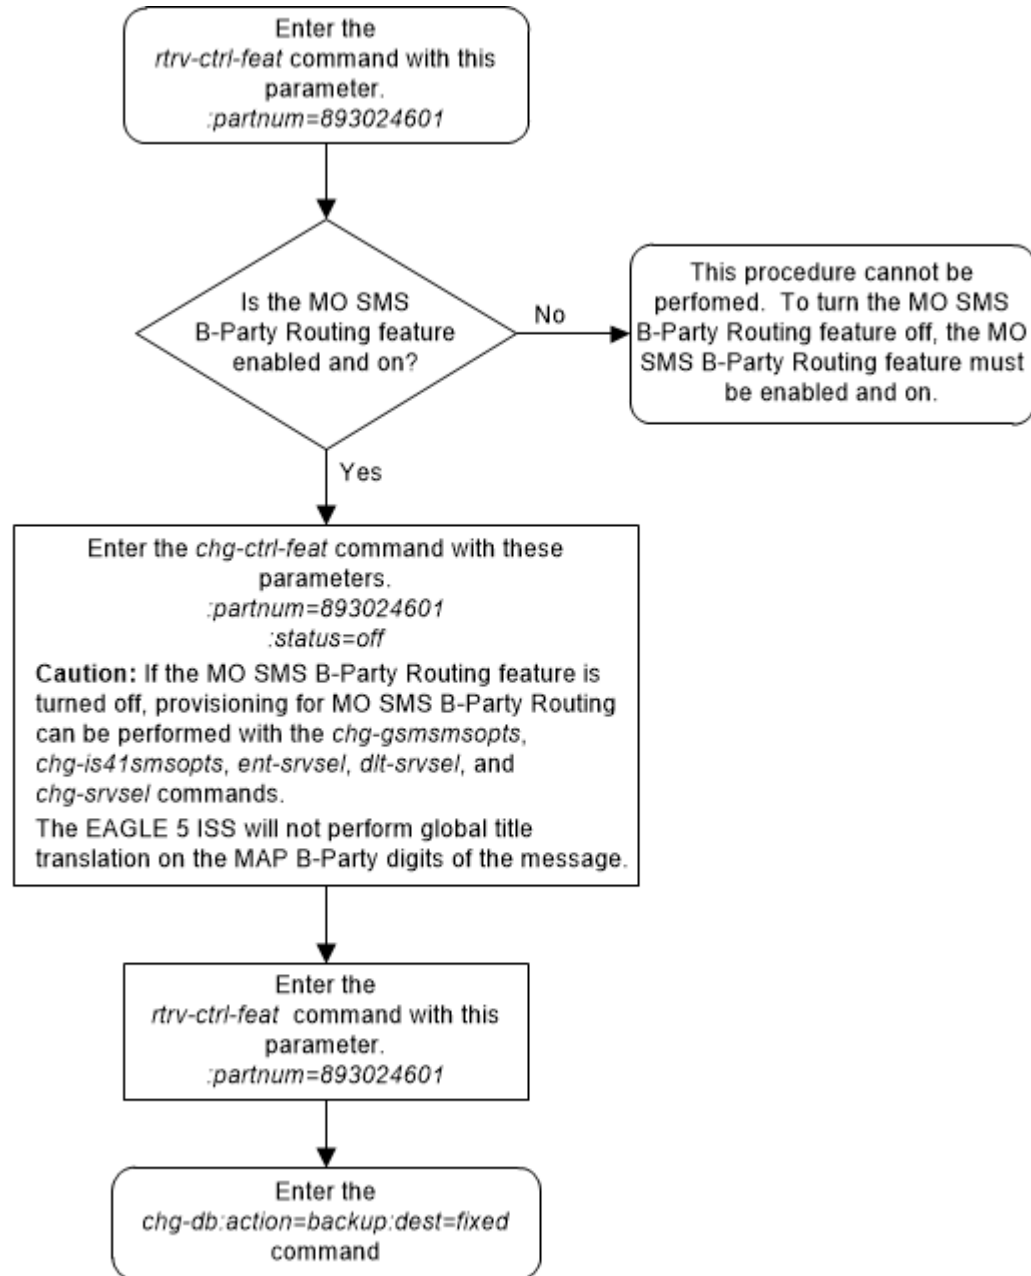 Enter the
rtrv-ctrl-feat command with this
parameter.
:partnum=893024601
Is the MO SMS
B-Party Routing feature
enabled and on?
No
This procedure cannot be
perfomed. To turn the MO SMS
B-Party Routing feature off, the MO
SMS B-Party Routing feature must
be enabled and on.
Yes
Enter the chg-ctrl-feat command with these
parameters.
:partnum=893024601
:status=off
Caution: If the MO SMS B-Party Routing feature is
turned off, provisioning for MO SMS B-Party Routing
can be performed with the chg-gsmsmsopts,
chg-is41smsopts, ent-srvsel, dlt-srvsel, and
chg-srvsel commands.
The EAGLE 5 ISS will not perform global title
translation on the MAP B-Party digits of the message.
Enter the
rtrv-ctrl-feat command with this
parameter.
:partnum=893024601
Enter the
chg-db:action=backup:dest=fixed
command